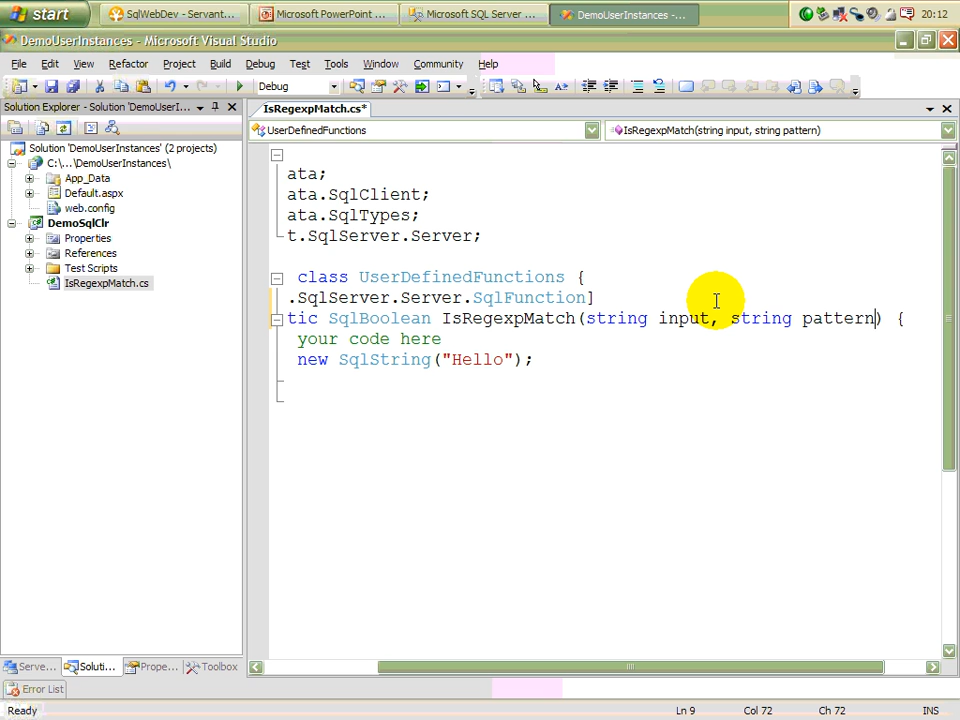 start
SqlWebDev - Servant...
Microsoft PowerPoint ...
Microsoft SQL Server ...
DemoUserInstances -...
20:12
DemoUserInstances - Microsoft Visual Studio
File Edit View Refactor Project Build Debug Test Tools Window Community Help
Debug
Solution Explorer - Solution 'DemoUserI...
IsRegexpMatch.cs*
UserDefinedFunctions
IsRegexpMatch(string input, string pattern)
Solution 'DemoUserInstances' (2 projects)
C:\...\DemoUserInstances\
App_Data
Default.aspx
web.config
DemoSqlClr
Properties
References
Test Scripts
IsRegexpMatch.cs
ata;
ata.SqlClient;
ata.SqlTypes;
t.SqlServer.Server;
class UserDefinedFunctions {
.SqlServer.Server.SqlFunction]
tic SqlBoolean IsRegexpMatch(string input, string pattern) {
your code here
new SqlString("Hello");
Serve... Soluti... Prope... Toolbox
Error List
Ready
Ln 9
Col 72
Ch 72
INS